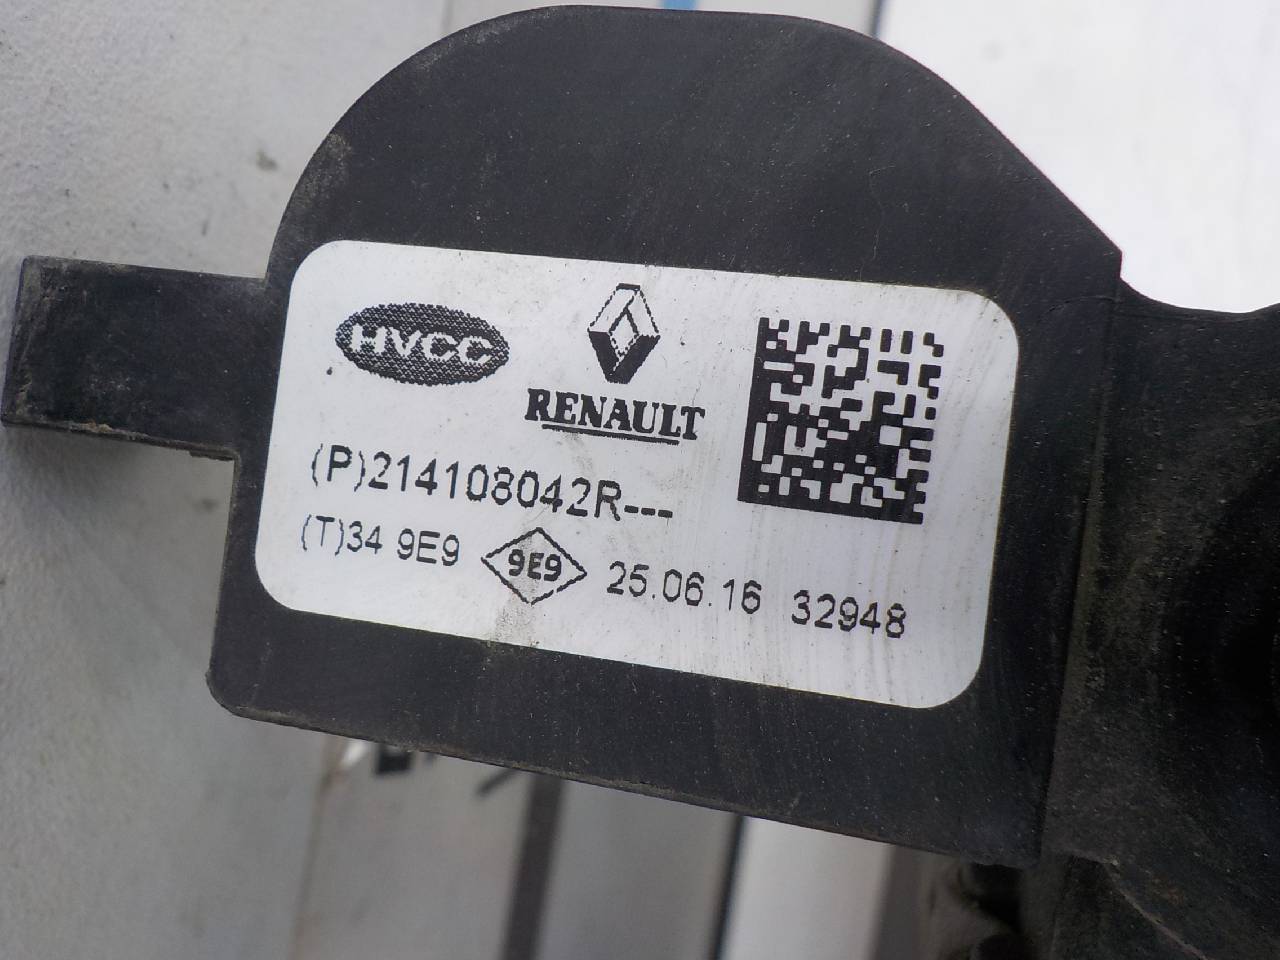 HVCC
RENAULT
(P)214108042R---
(T)34 9E9 9E9 25.06.16 32948